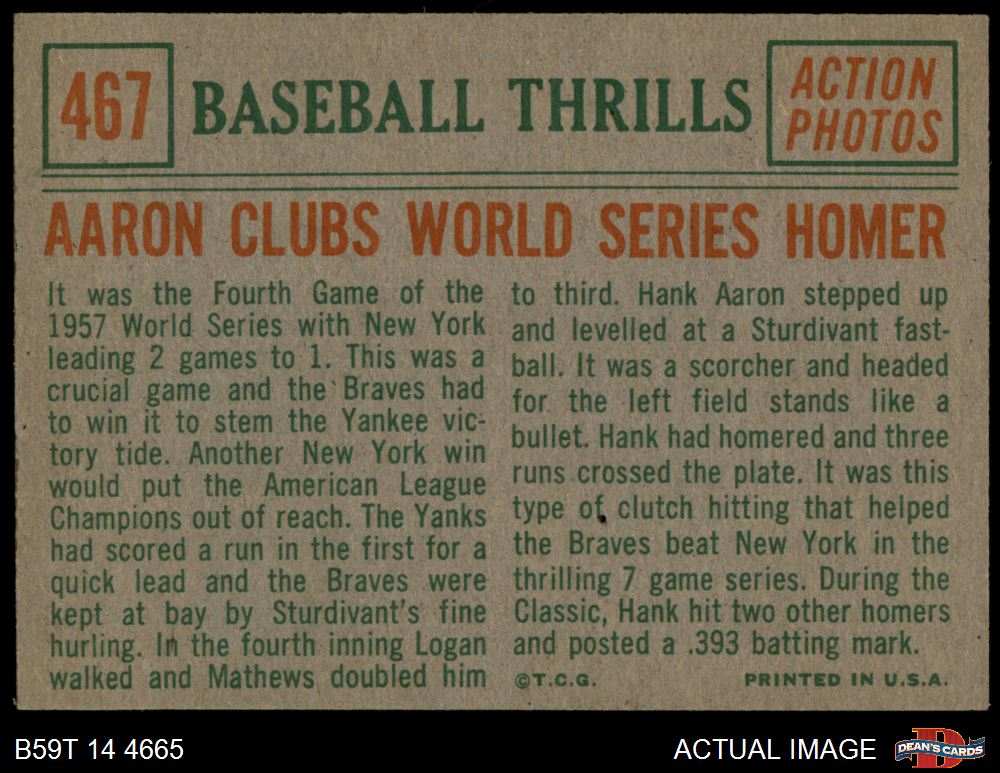 467
BASEBALL THRILLS
ACTION
PHOTOS
AARON CLUBS WORLD SERIES HOMER
It was the Fourth Game of the
1957 World Series with New York
leading 2 games to 1. This was a
crucial game and the Braves had
to win it to stem the Yankee vic-
tory tide. Another New York win
would put the American League
Champions out of reach. The Yanks
had scored a run in the first for a
quick lead and the Braves were
kept at bay by Sturdivant's fine
hurling. In the fourth inning Logan
walked and Mathews doubled him
to third. Hank Aaron stepped up
and levelled at a Sturdivant fast-
ball. It was a scorcher and headed
for the left field stands like a
bullet. Hank had homered and three
runs crossed the plate. It was this
type of clutch hitting that helped
the Braves beat New York in the
thrilling 7 game series. During the
Classic, Hank hit two other homers
and posted a .393 batting mark.
©T.C.G. PRINTED IN U.S.A.
B59T 14 4665
ACTUAL IMAGE
D
DEAN'S CARDS